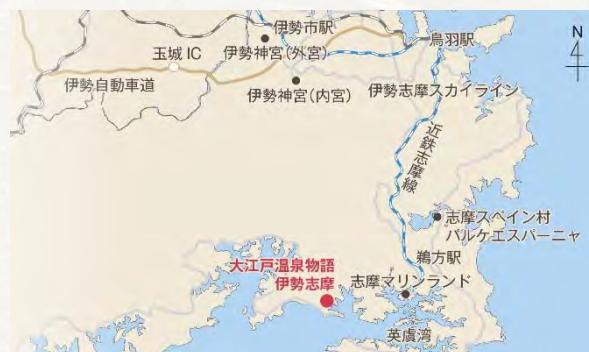 伊勢市駅
鳥羽駅
N
玉城IC
伊勢神宮(外宮)
伊勢自動車道
伊勢神宮(内宮)
伊勢志摩スカイライン
近鉄志摩線
志摩スペイン村
パルケエスパーニャ
鵜方駅
大江戸温泉物語
伊勢志摩
志摩マリンランド
英虞湾